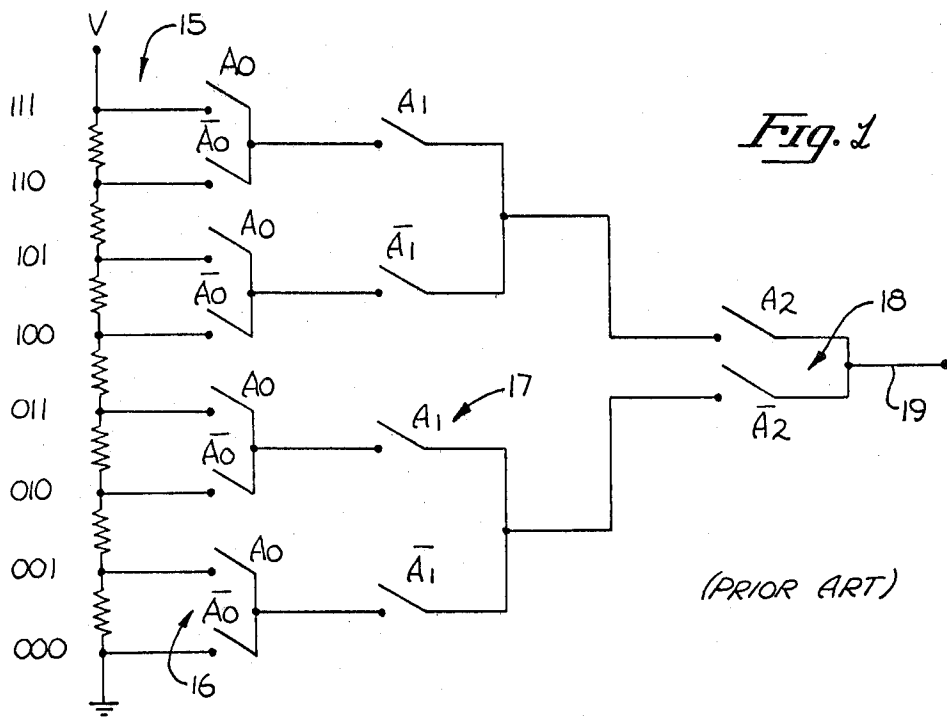 V
15
A0
111
A1
Fig. 1
A̅0
110
A0
101
A̅1
A̅0
A2
18
100
A0
17
011
A1
19
A̅0
A̅2
010
A0
001
A̅1
(PRIOR ART)
A̅0
000
16